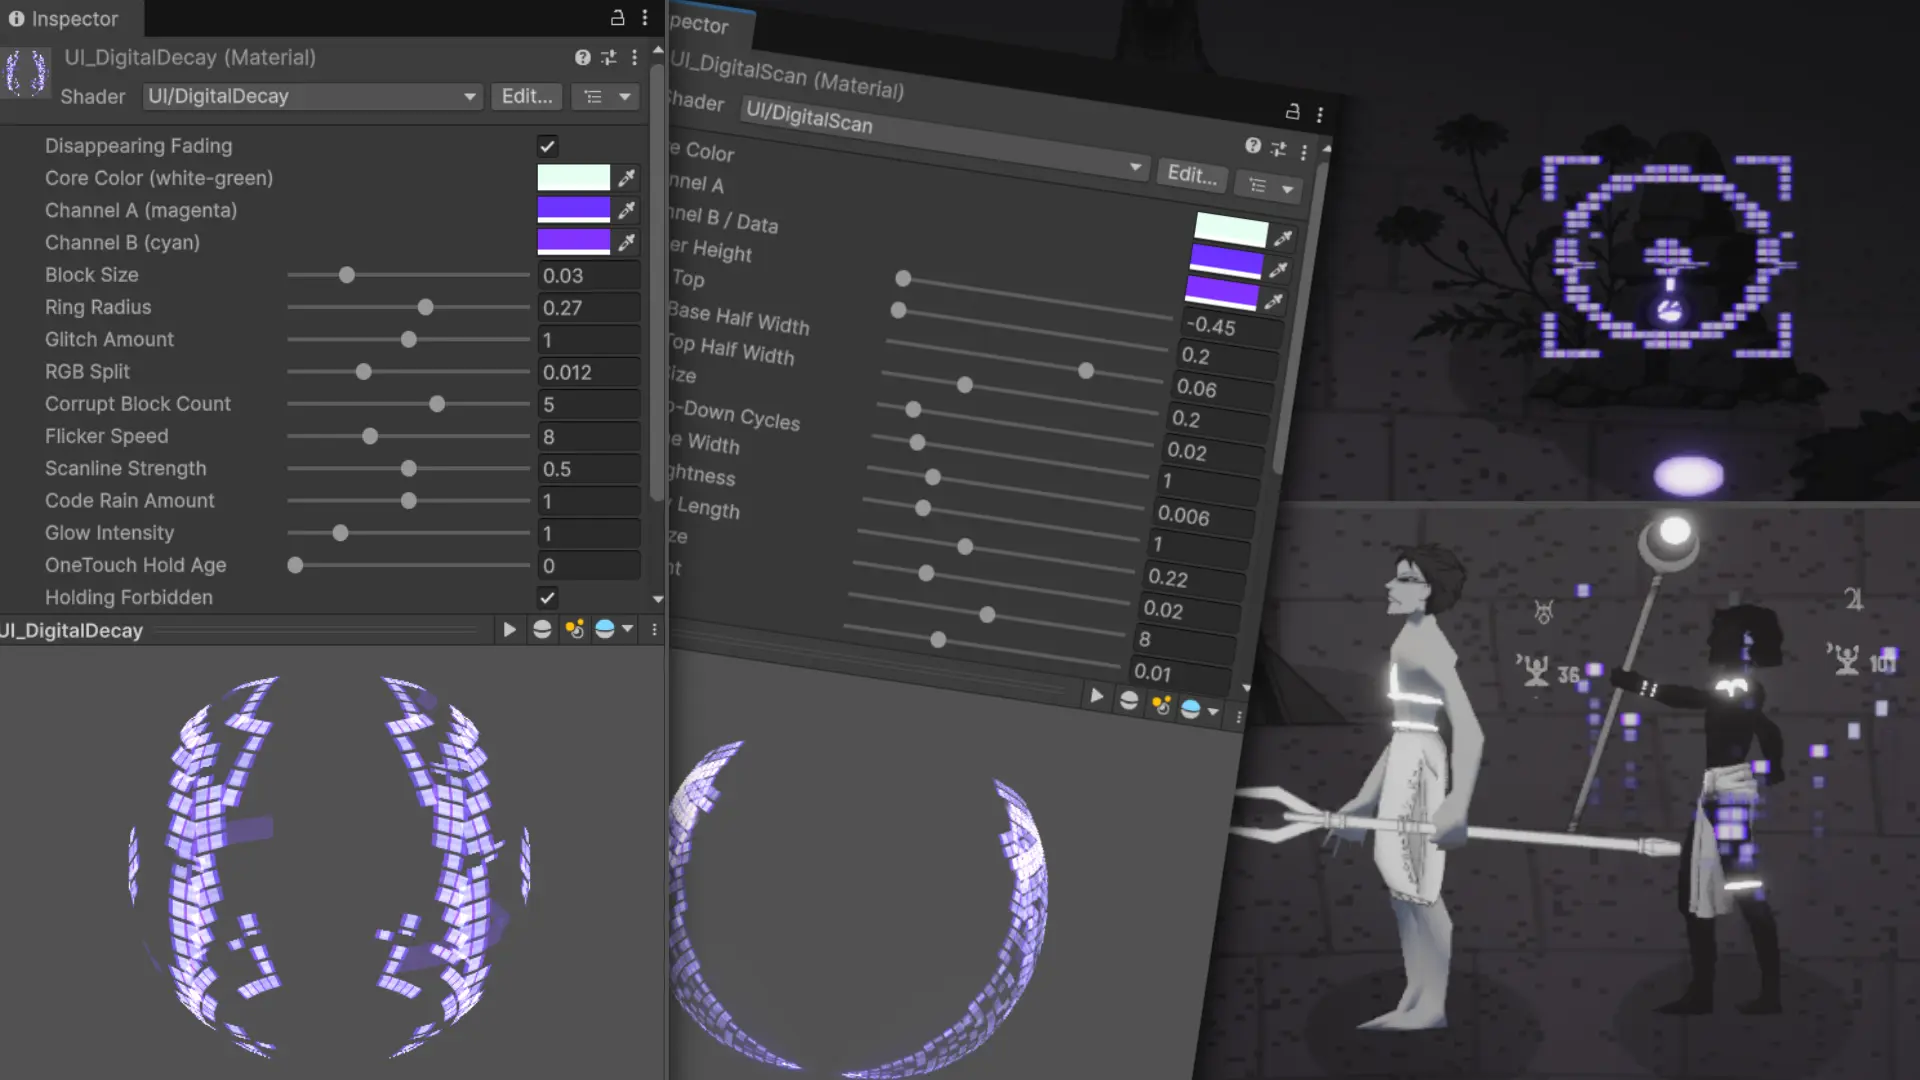 Inspector
UI_DigitalDecay (Material)
Shader UI/DigitalDecay Edit...
Disappearing Fading
Core Color (white-green)
Channel A (magenta)
Channel B (cyan)
Block Size 0.03
Ring Radius 0.27
Glitch Amount 1
RGB Split 0.012
Corrupt Block Count 5
Flicker Speed 8
Scanline Strength 0.5
Code Rain Amount 1
Glow Intensity 1
OneTouch Hold Age 0
Holding Forbidden
UI_DigitalDecay
pector
UI_DigitalScan (Material)
hader UI/DigitalScan Edit...
e Color
nnel A
nnel B / Data
er Height -0.45
Top 0.2
Base Half Width 0.06
Top Half Width 0.2
ize 0.02
p-Down Cycles 1
e Width 0.006
ghtness 1
Length 0.22
ze 0.02
nt 8
0.01
36
101